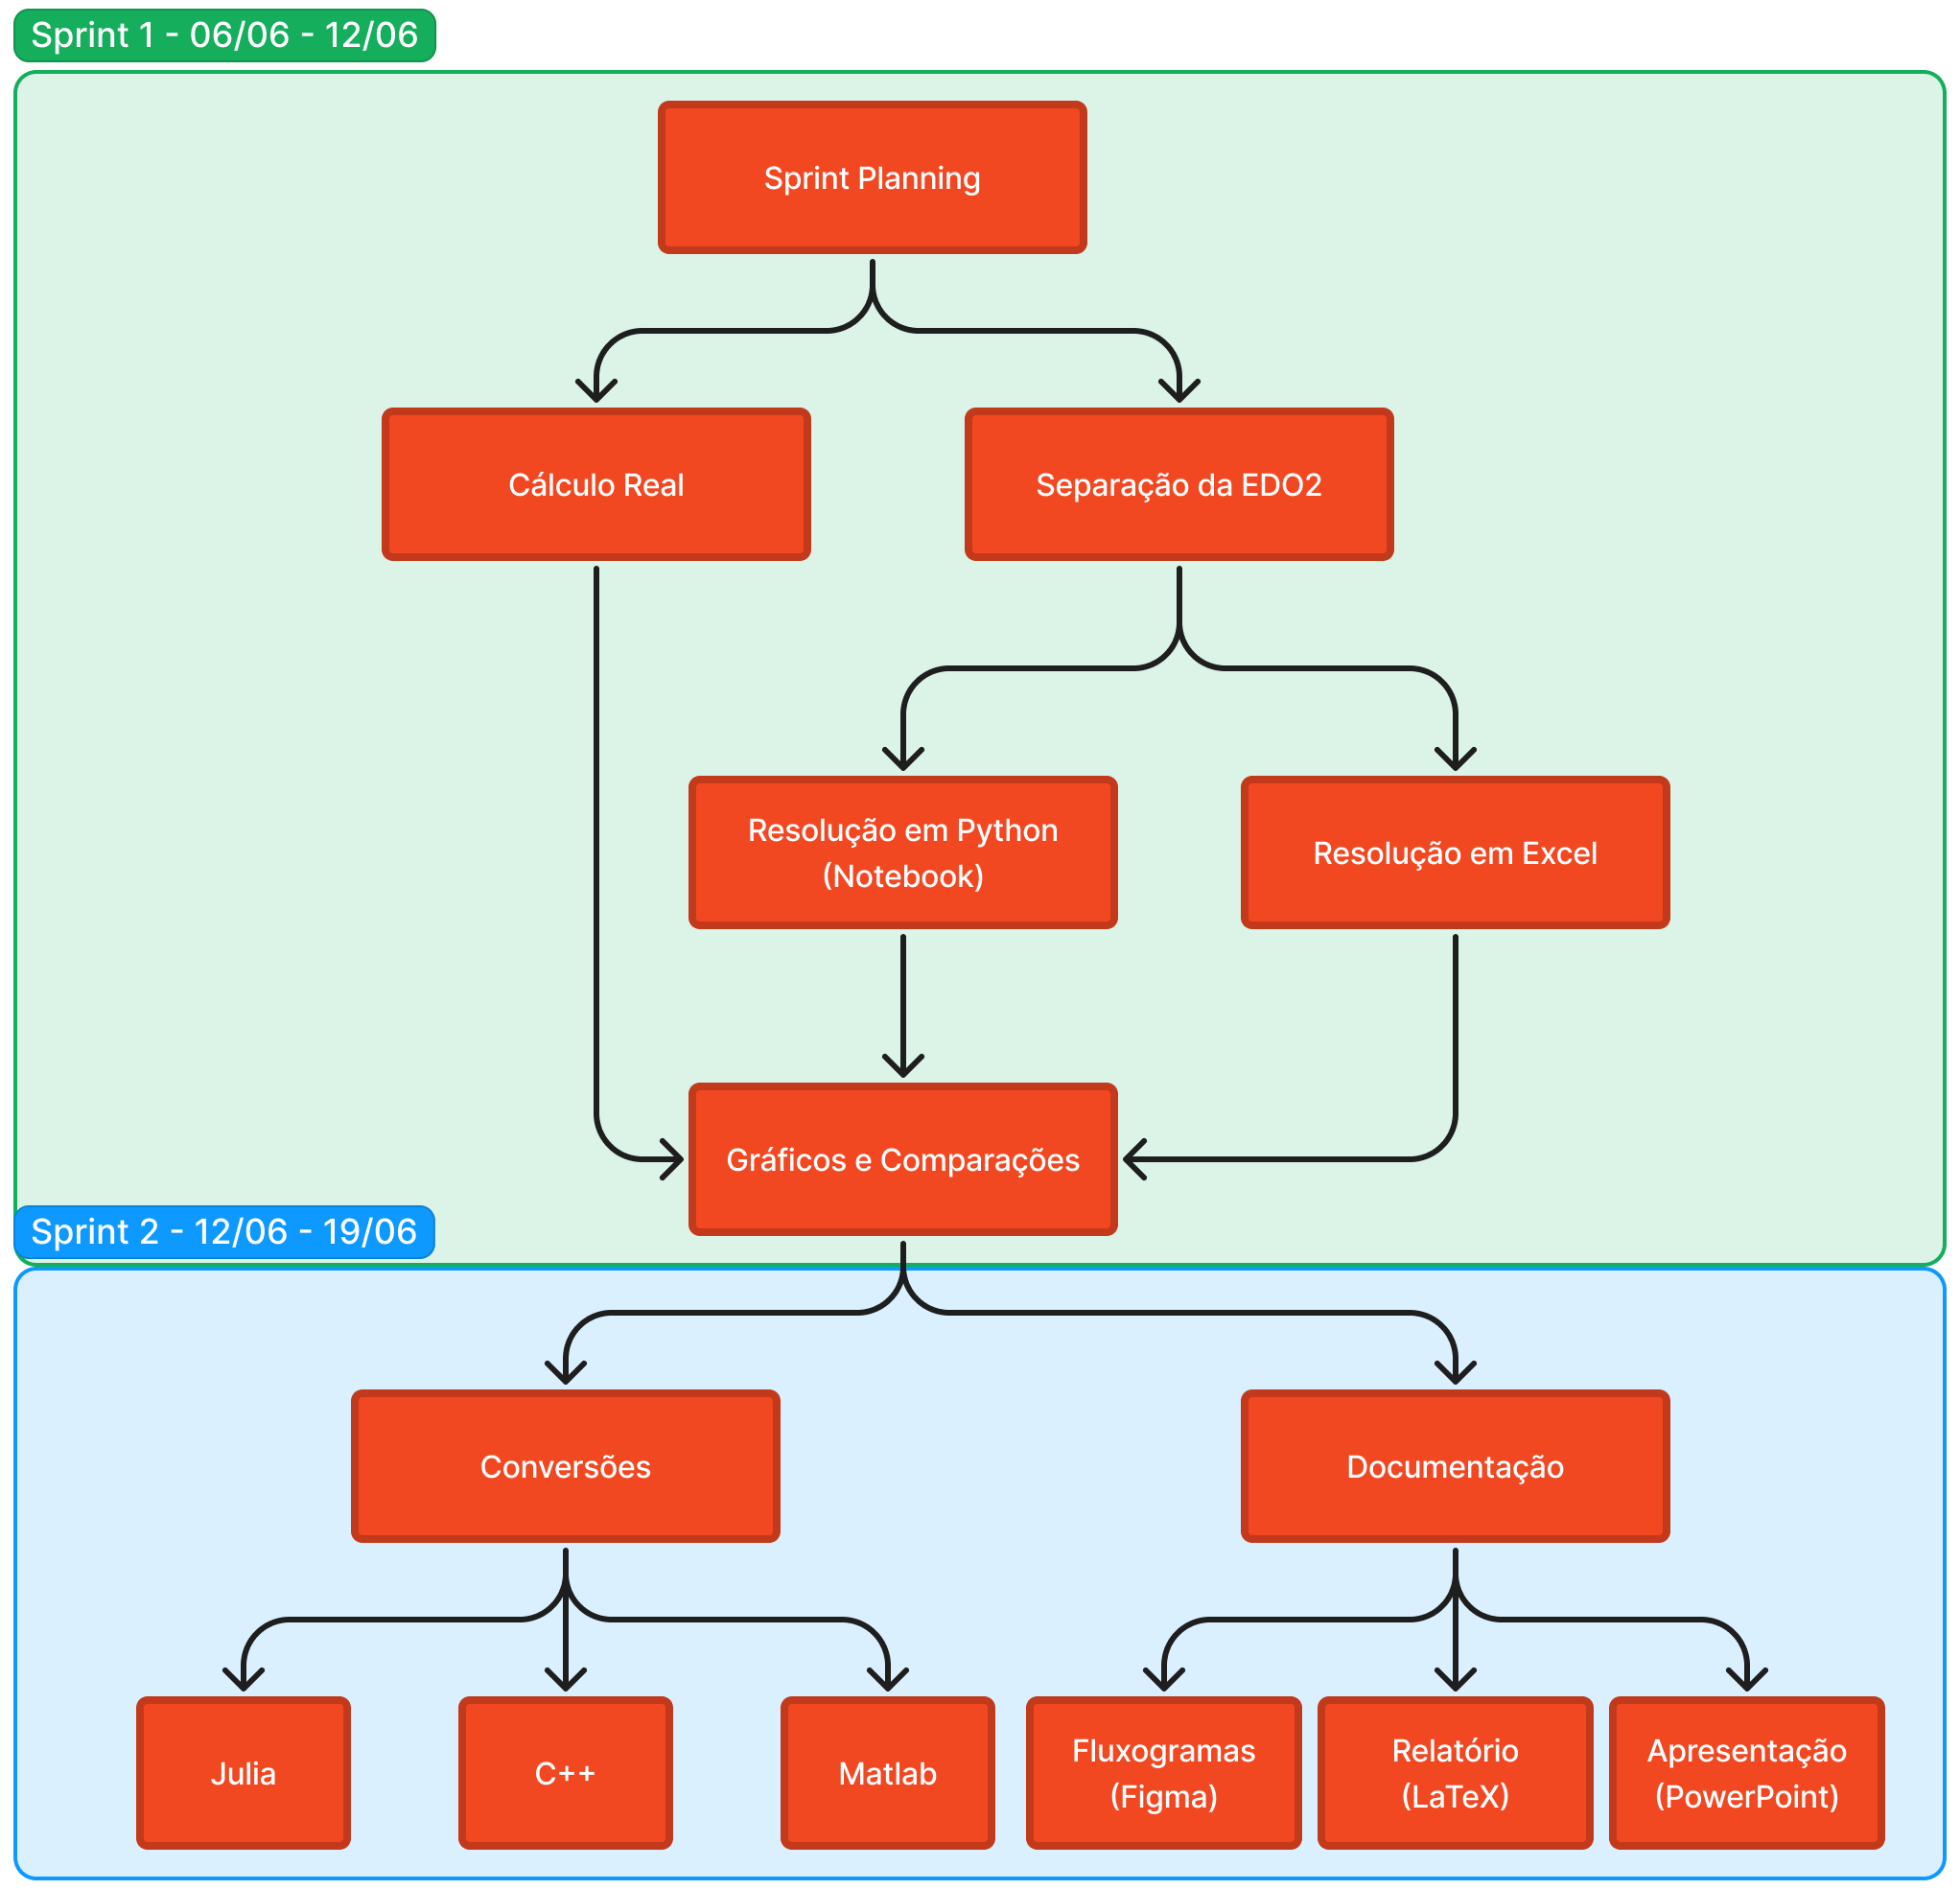 Sprint 1 - 06/06 - 12/06
Sprint Planning
Cálculo Real
Separação da EDO2
Resolução em Python
(Notebook)
Resolução em Excel
Gráficos e Comparações
Sprint 2 - 12/06 - 19/06
Conversões
Documentação
Julia
C++
Matlab
Fluxogramas
(Figma)
Relatório
(LaTeX)
Apresentação
(PowerPoint)